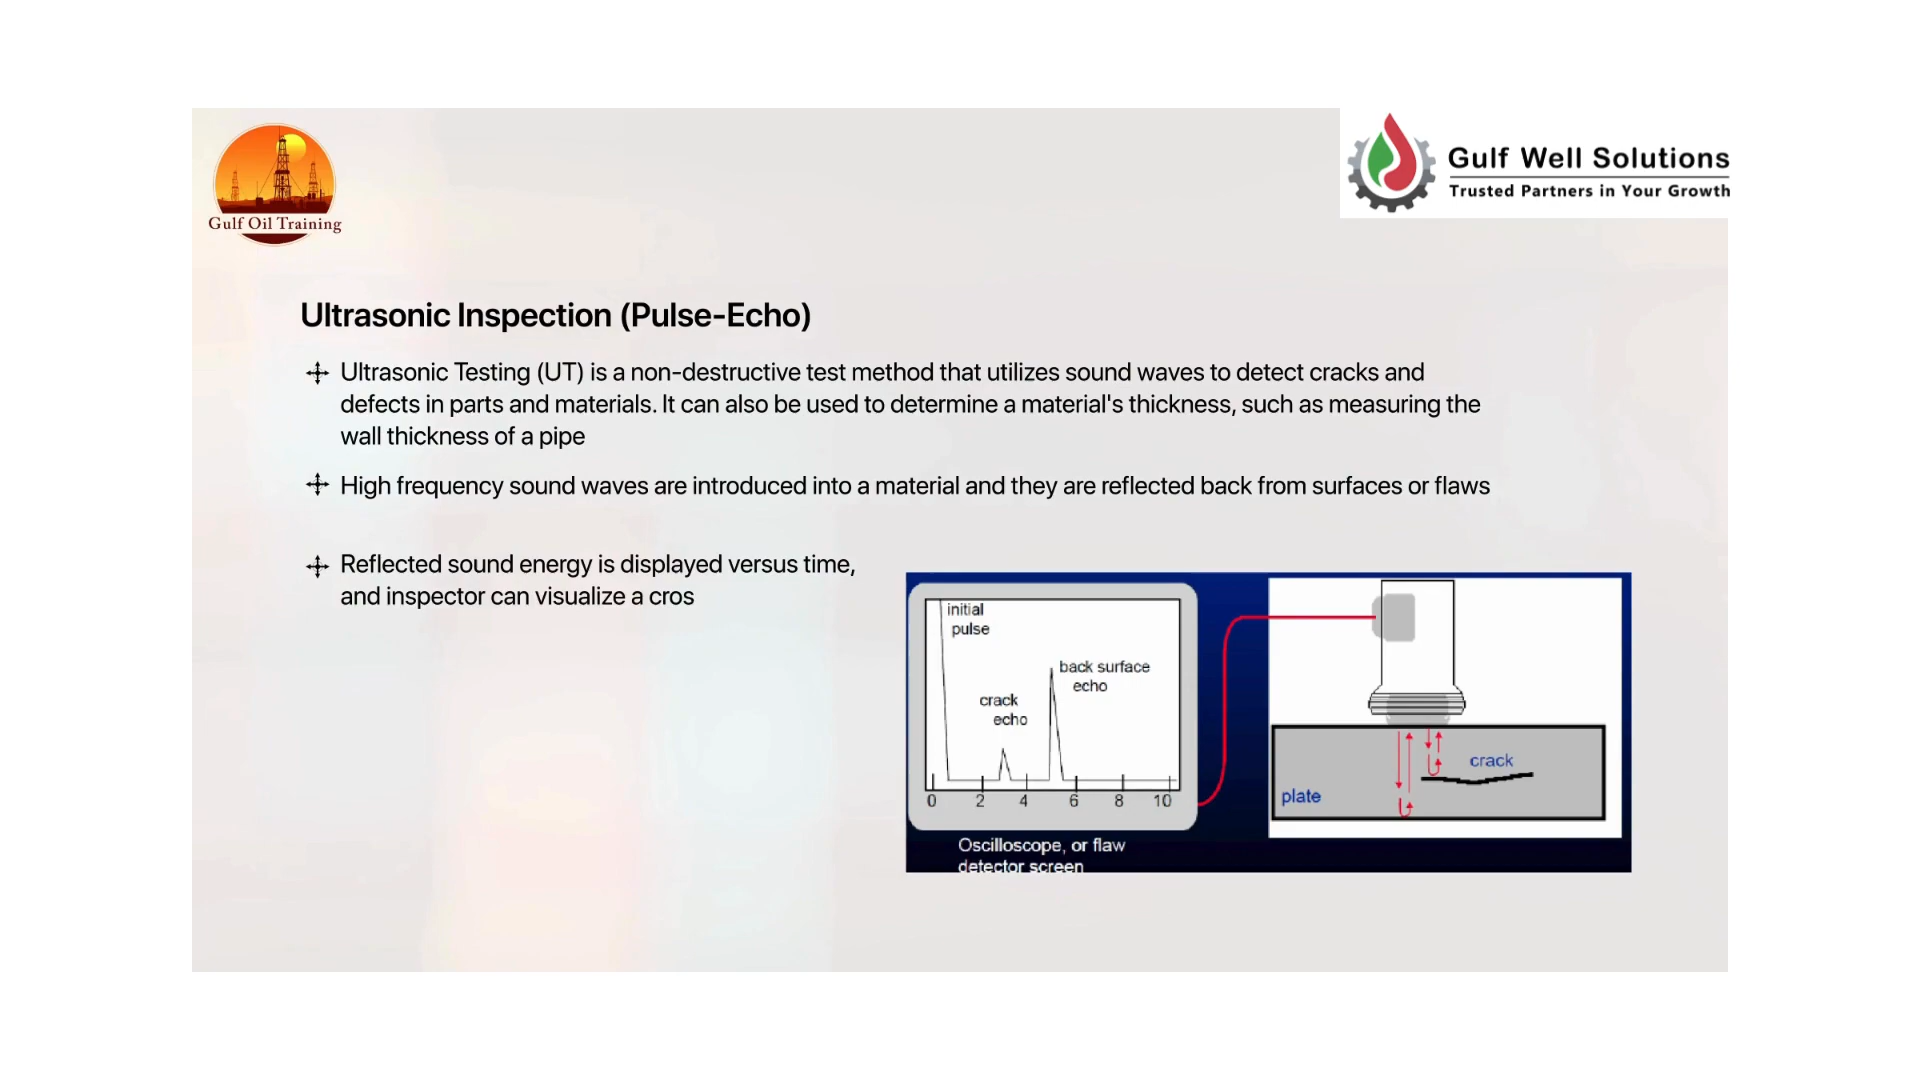 Gulf Oil Training
Gulf Well Solutions
Trusted Partners in Your Growth
Ultrasonic Inspection (Pulse-Echo)
Ultrasonic Testing (UT) is a non-destructive test method that utilizes sound waves to detect cracks and
defects in parts and materials. It can also be used to determine a material's thickness, such as measuring the
wall thickness of a pipe
High frequency sound waves are introduced into a material and they are reflected back from surfaces or flaws
Reflected sound energy is displayed versus time,
and inspector can visualize a cros
initial
pulse
back surface
echo
crack
echo
0 2 4 6 8 10
Oscilloscope, or flaw
detector screen
crack
plate